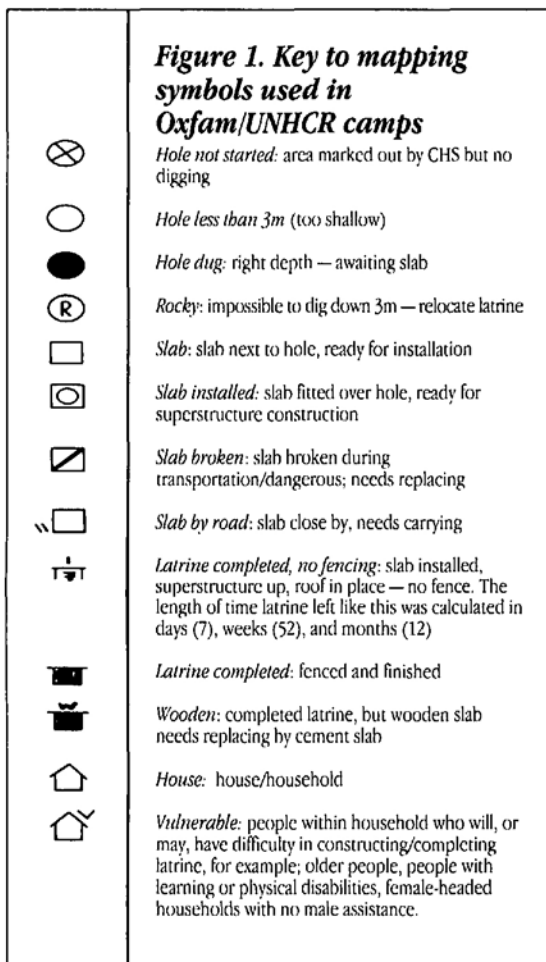 Figure 1. Key to mapping
symbols used in
Oxfam/UNHCR camps
Hole not started: area marked out by CHS but no
digging
Hole less than 3m (too shallow)
Hole dug: right depth — awaiting slab
R
Rocky: impossible to dig down 3m — relocate latrine
Slab: slab next to hole, ready for installation
Slab installed: slab fitted over hole, ready for
superstructure construction
Slab broken: slab broken during
transportation/dangerous; needs replacing
Slab by road: slab close by, needs carrying
Latrine completed, no fencing: slab installed,
superstructure up, roof in place — no fence. The
length of time latrine left like this was calculated in
days (7), weeks (52), and months (12)
Latrine completed: fenced and finished
Wooden: completed latrine, but wooden slab
needs replacing by cement slab
House: house/household
Vulnerable: people within household who will, or
may, have difficulty in constructing/completing
latrine, for example; older people, people with
learning or physical disabilities, female-headed
households with no male assistance.